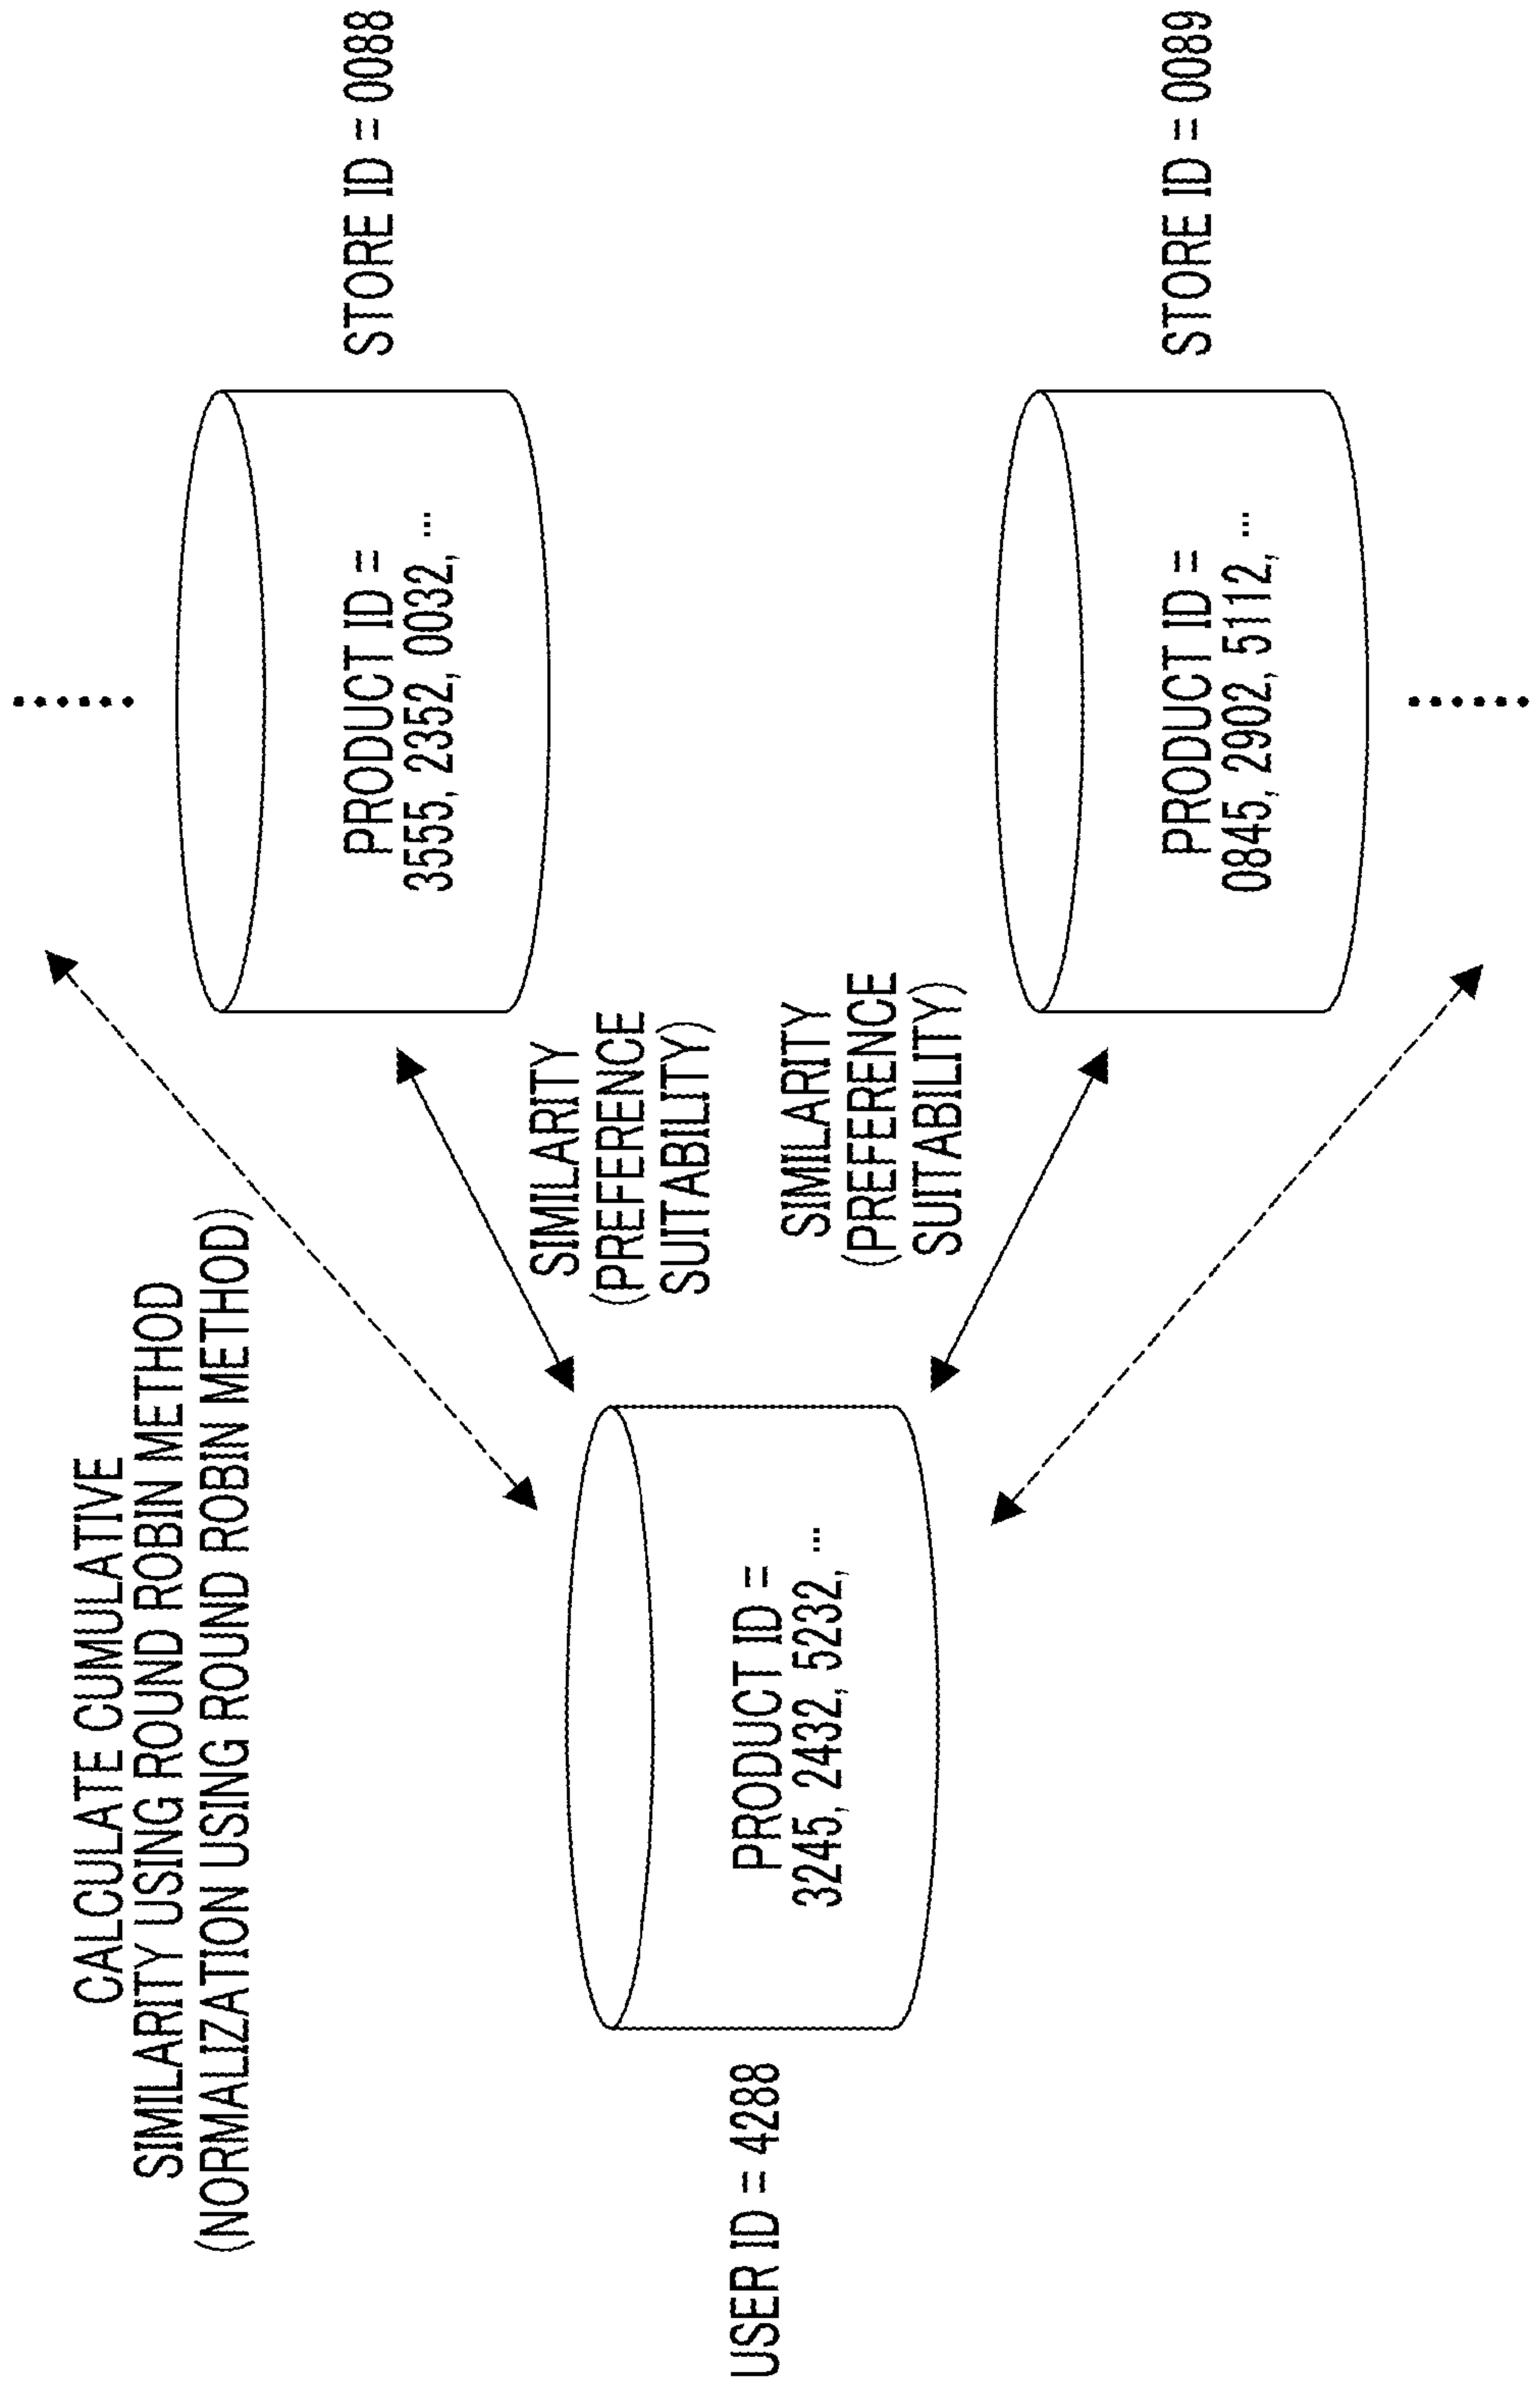 CALCULATE CUMULATIVE
SIMILARITY USING ROUND ROBIN METHOD
(NORMALIZATION USING ROUND ROBIN METHOD)
USER ID = 4288
PRODUCT ID =
3245, 2432, 5232, ...
SIMILARITY
(PREFERENCE
SUITABILITY)
SIMILARITY
(PREFERENCE
SUITABILITY)
PRODUCT ID =
3555, 2352, 0032, ...
STORE ID = 0088
PRODUCT ID =
0845, 2902, 5112, ...
STORE ID = 0089